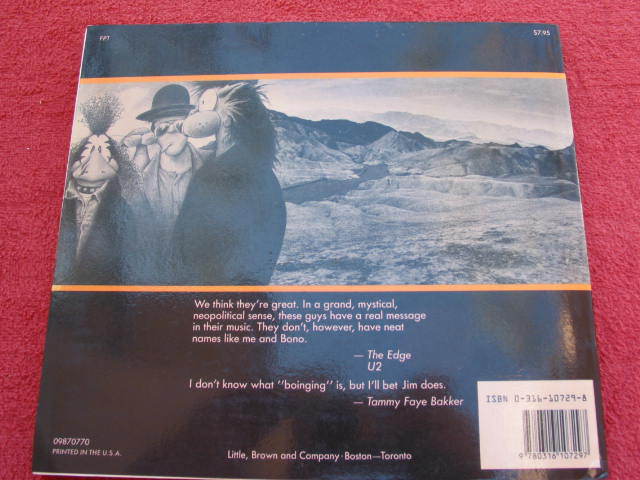 FPT
$7.95
We think they're great. In a grand, mystical,
neopolitical sense, these guys have a real message
in their music. They don't, however, have neat
names like me and Bono.
— The Edge
U2
I don't know what "boinging" is, but I'll bet Jim does.
— Tammy Faye Bakker
ISBN 0-316-10729-8
9 780316 107297
09870770
PRINTED IN THE U.S.A.
Little, Brown and Company · Boston—Toronto